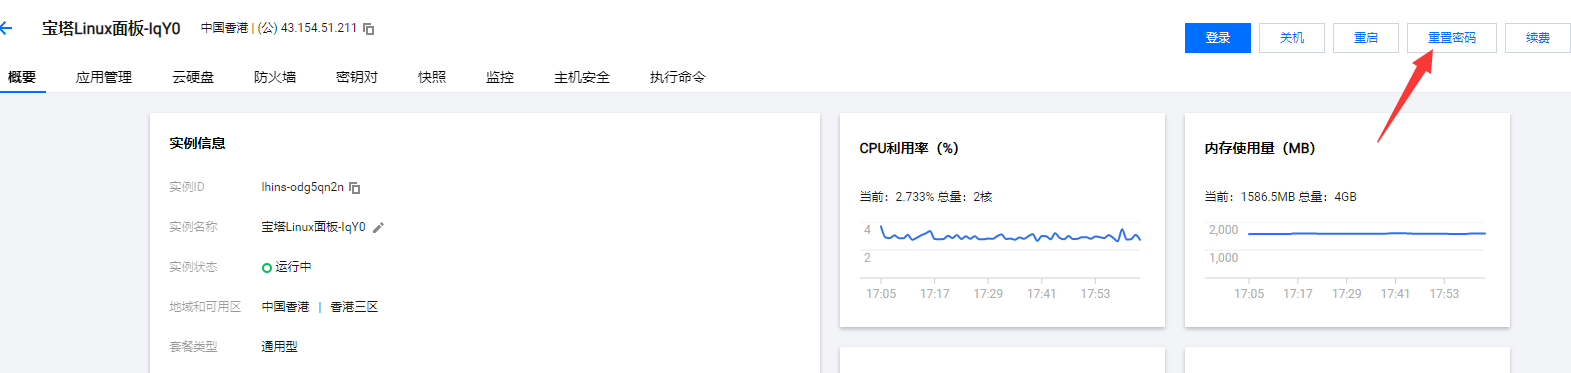 宝塔Linux面板-IqY0
中国香港 | (公) 43.154.51.211
登录 关机 重启 重置密码 续费
概要 应用管理 云硬盘 防火墙 密钥对 快照 监控 主机安全 执行命令
实例信息
实例ID lhins-odg5qn2n
实例名称 宝塔Linux面板-IqY0
实例状态 运行中
地域和可用区 中国香港 | 香港三区
套餐类型 通用型
CPU利用率（%）
当前：2.733% 总量：2核
4
2
17:05 17:17 17:29 17:41 17:53
内存使用量（MB）
当前：1586.5MB 总量：4GB
2,000
1,000
17:05 17:17 17:29 17:41 17:53